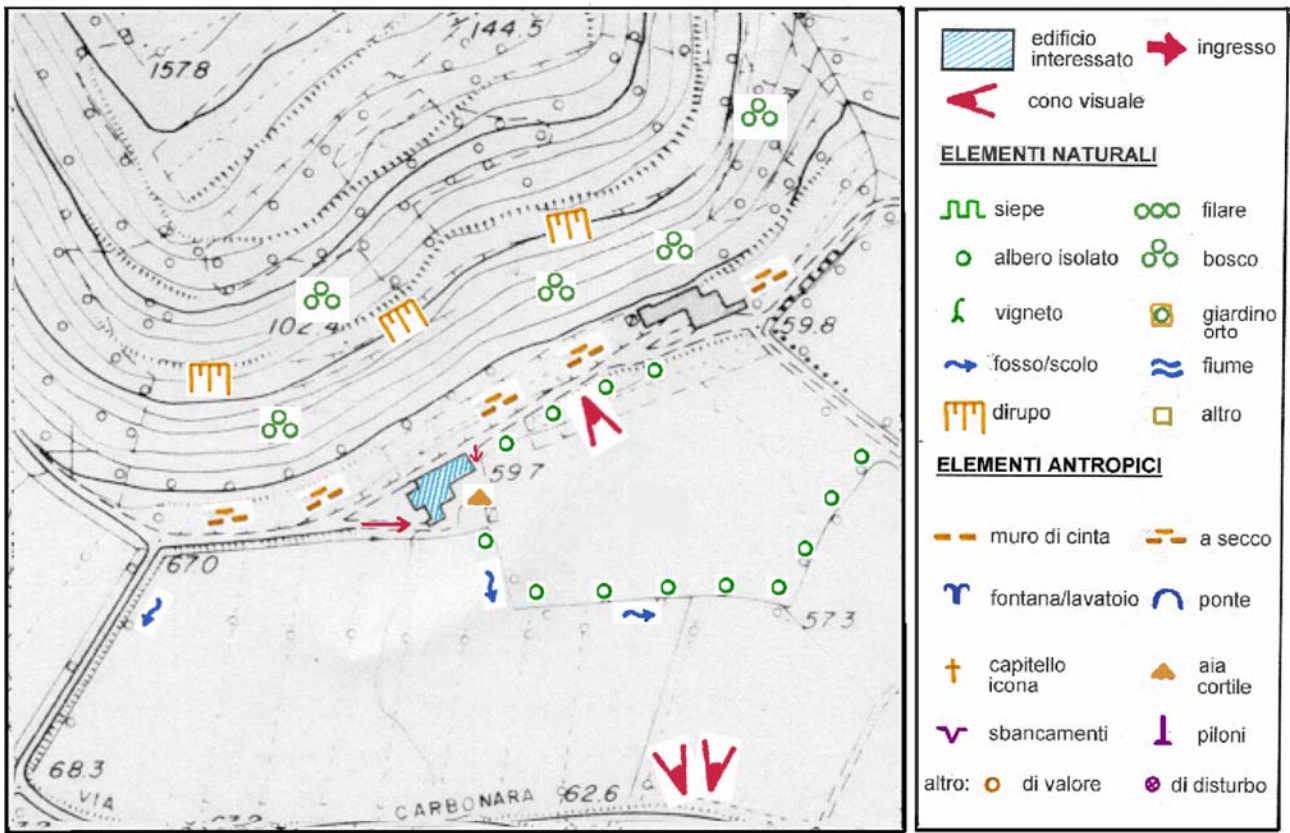 144.5
157.8
102.4
59.8
59.7
67.0
57.3
68.3
VIA
CARBONARA
62.6
edificio
interessato
ingresso
cono visuale
ELEMENTI NATURALI
siepe
filare
albero isolato
bosco
vigneto
giardino
orto
fosso/scolo
fiume
dirupo
altro
ELEMENTI ANTROPICI
muro di cinta
a secco
fontana/lavatoio
ponte
capitello
icona
aia
cortile
sbancamenti
piloni
altro:
di valore
di disturbo